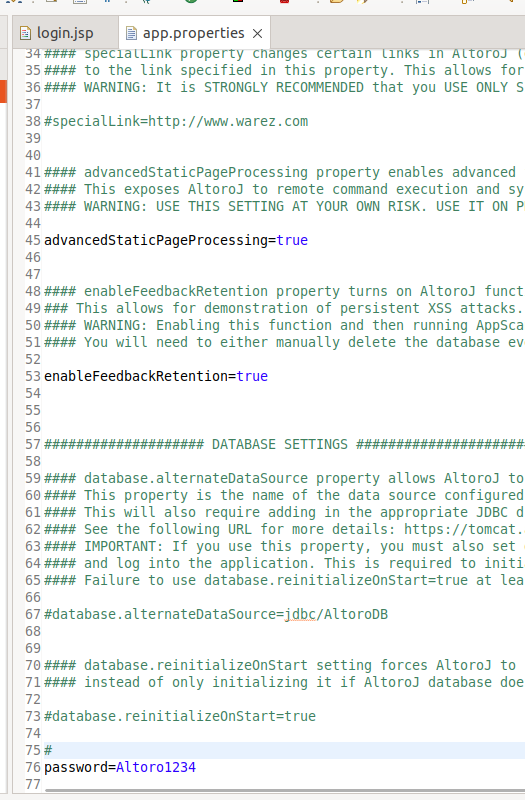 login.jsp app.properties
34 #### specialLink property changes certain links in AltoroJ (
35 #### to the link specified in this property. This allows for
36 #### WARNING: It is STRONGLY RECOMMENDED that you USE ONLY S
37
38 #specialLink=http://www.warez.com
39
40
41 #### advancedStaticPageProcessing property enables advanced
42 #### This exposes AltoroJ to remote command execution and sy
43 #### WARNING: USE THIS SETTING AT YOUR OWN RISK. USE IT ON P
44
45 advancedStaticPageProcessing=true
46
47
48 #### enableFeedbackRetention property turns on AltoroJ funct
49 ### This allows for demonstration of persistent XSS attacks.
50 #### WARNING: Enabling this function and then running AppSca
51 #### You will need to either manually delete the database ev
52
53 enableFeedbackRetention=true
54
55
56
57 #################### DATABASE SETTINGS #####################
58
59 #### database.alternateDataSource property allows AltoroJ to
60 #### This property is the name of the data source configured
61 #### This will also require adding in the appropriate JDBC d
62 #### See the following URL for more details: https://tomcat.
63 #### IMPORTANT: If you use this property, you must also set
64 #### and log into the application. This is required to initi
65 #### Failure to use database.reinitializeOnStart=true at lea
66
67 #database.alternateDataSource=jdbc/AltoroDB
68
69
70 #### database.reinitializeOnStart setting forces AltoroJ to
71 #### instead of only initializing it if AltoroJ database doe
72
73 #database.reinitializeOnStart=true
74
75 #
76 password=Altoro1234
77